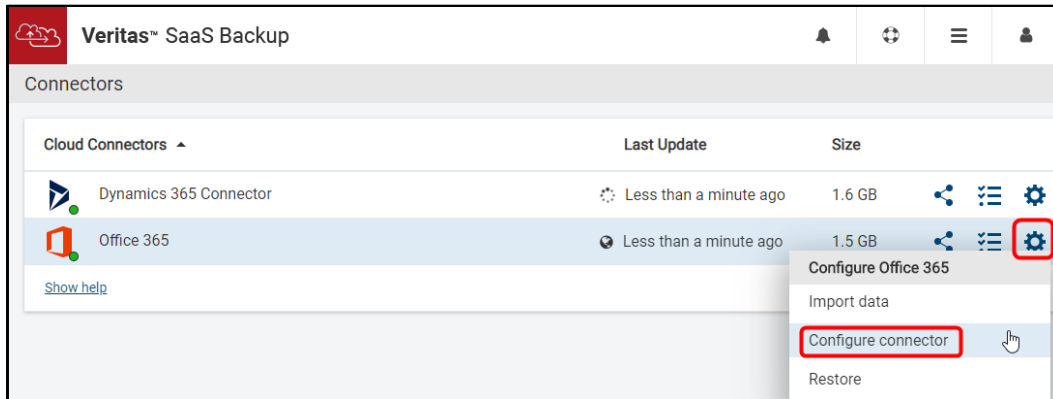 Veritas™ SaaS Backup
Connectors
Cloud Connectors Last Update Size
Dynamics 365 Connector Less than a minute ago 1.6 GB
Office 365 Less than a minute ago 1.5 GB
Show help
Configure Office 365
Import data
Configure connector
Restore